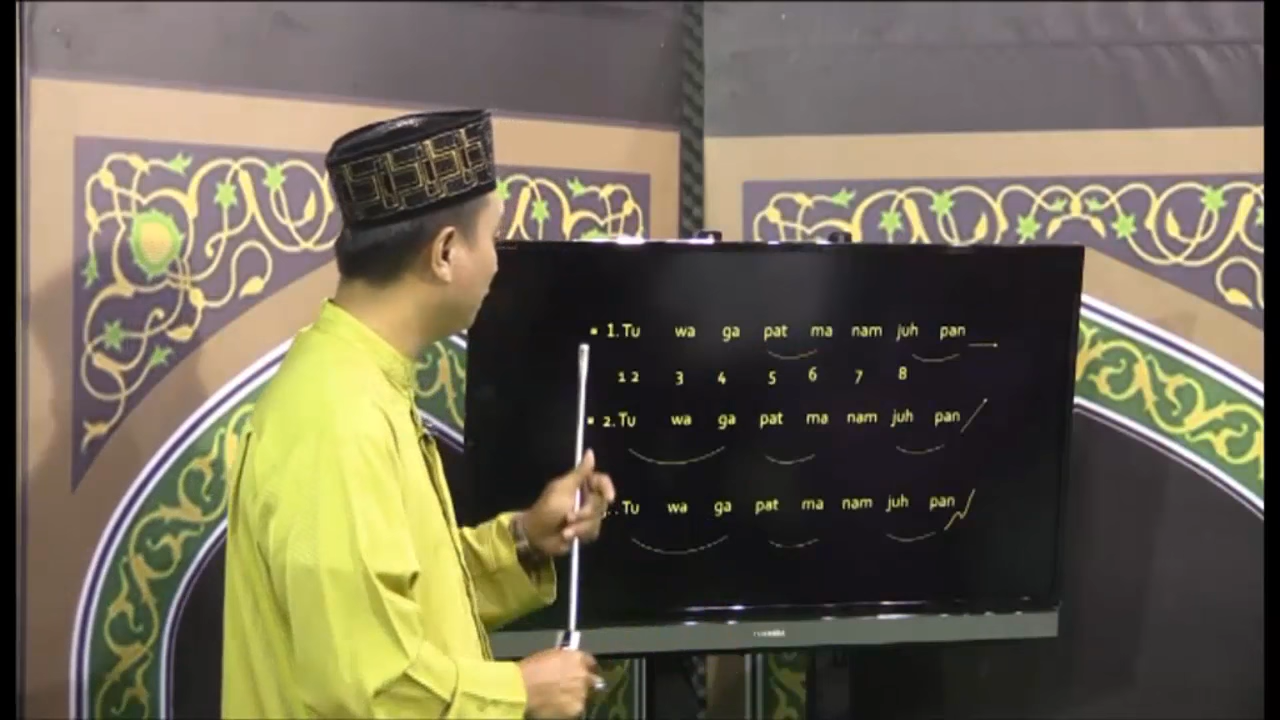 ▪ 1. Tu wa ga pat ma nam juh pan
1 2 3 4 5 6 7 8
▪ 2. Tu wa ga pat ma nam juh pan
. Tu wa ga pat ma nam juh pan